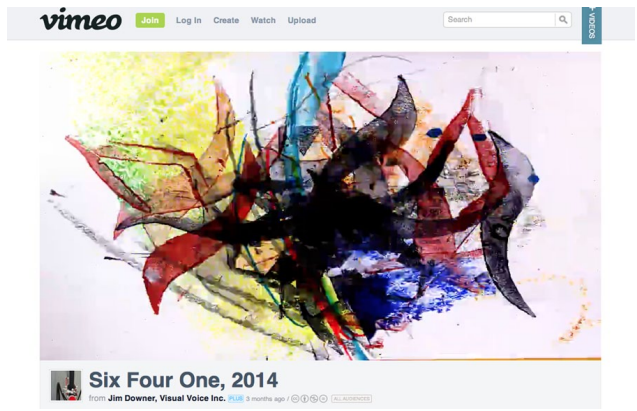 vimeo Join Log In Create Watch Upload Search
+ VIDEOS
Six Four One, 2014
from Jim Downer, Visual Voice Inc. PLUS 3 months ago / ALL AUDIENCES